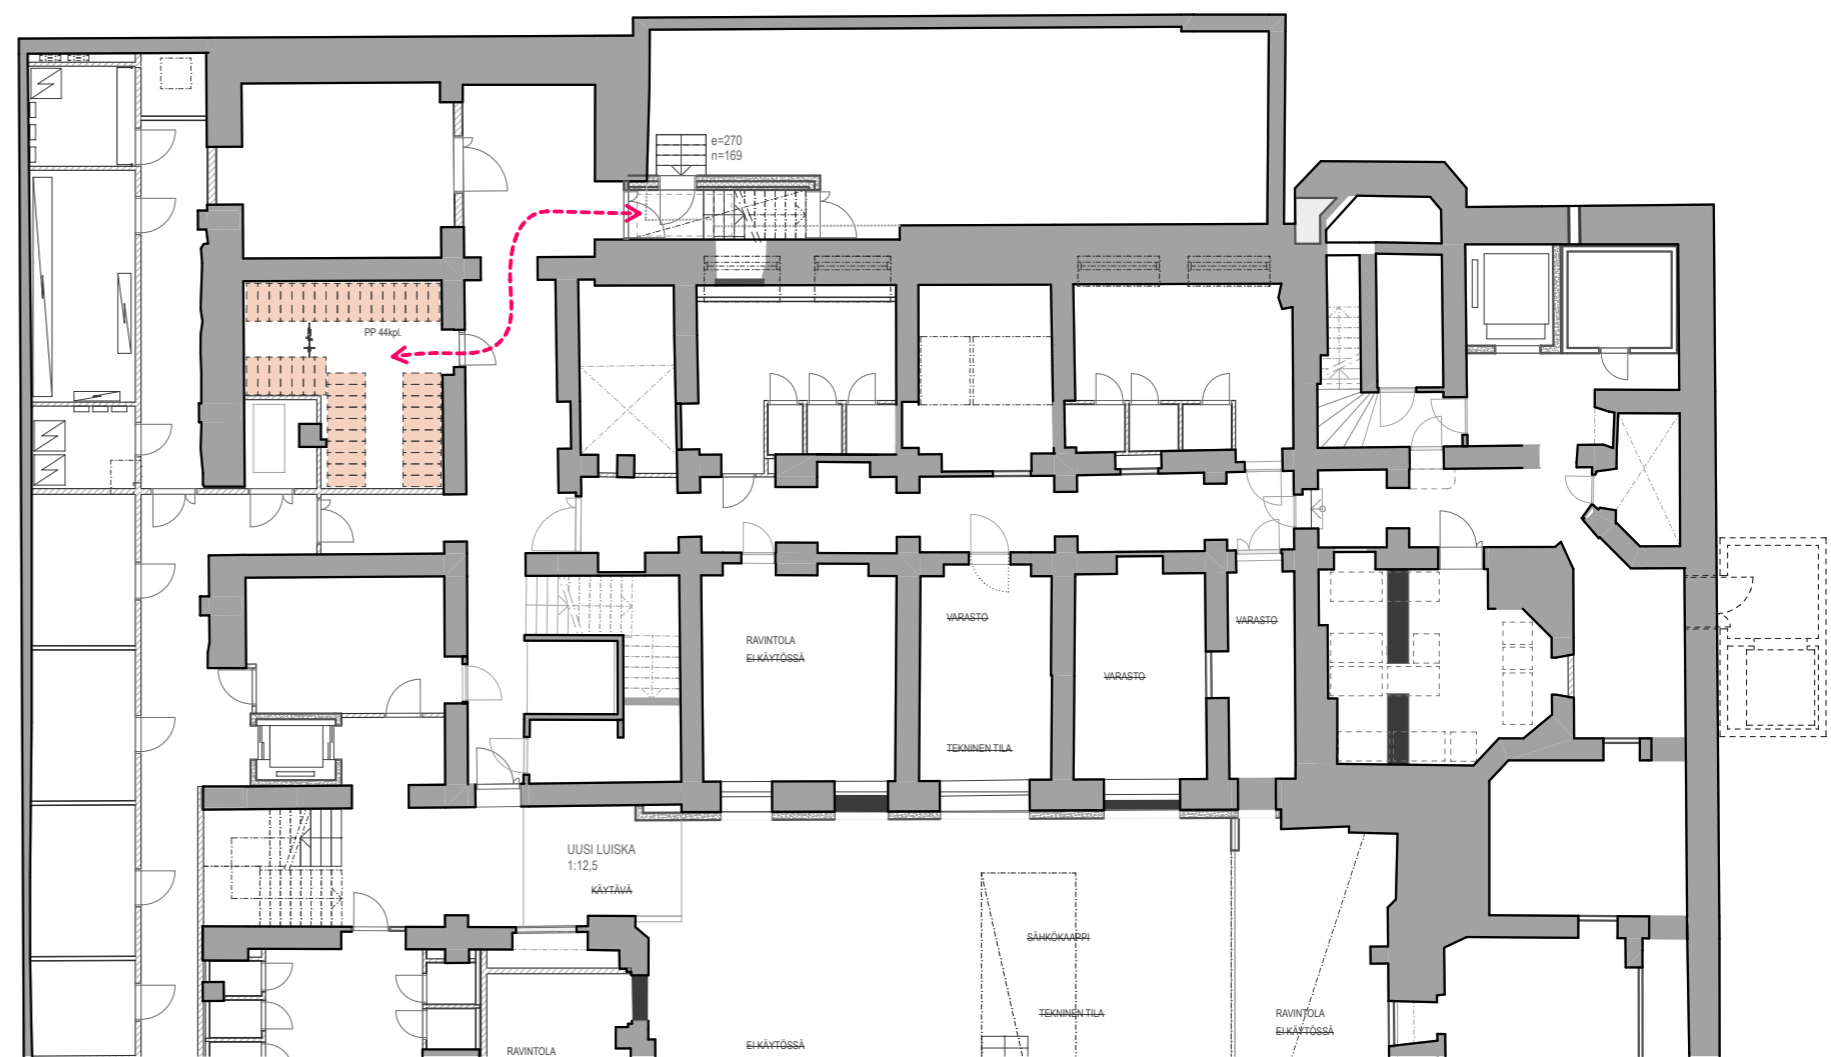 e=270
n=169
PP 44kpl.
VARASTO
VARASTO
RAVINTOLA
EI KÄYTÖSSÄ
VARASTO
TEKNINEN TILA
UUSI LUISKA
1:12,5
KÄYTÄVÄ
SÄHKÖKAAPPI
TEKNINEN TILA
RAVINTOLA
EI KÄYTÖSSÄ
EI KÄYTÖSSÄ
RAVINTOLA